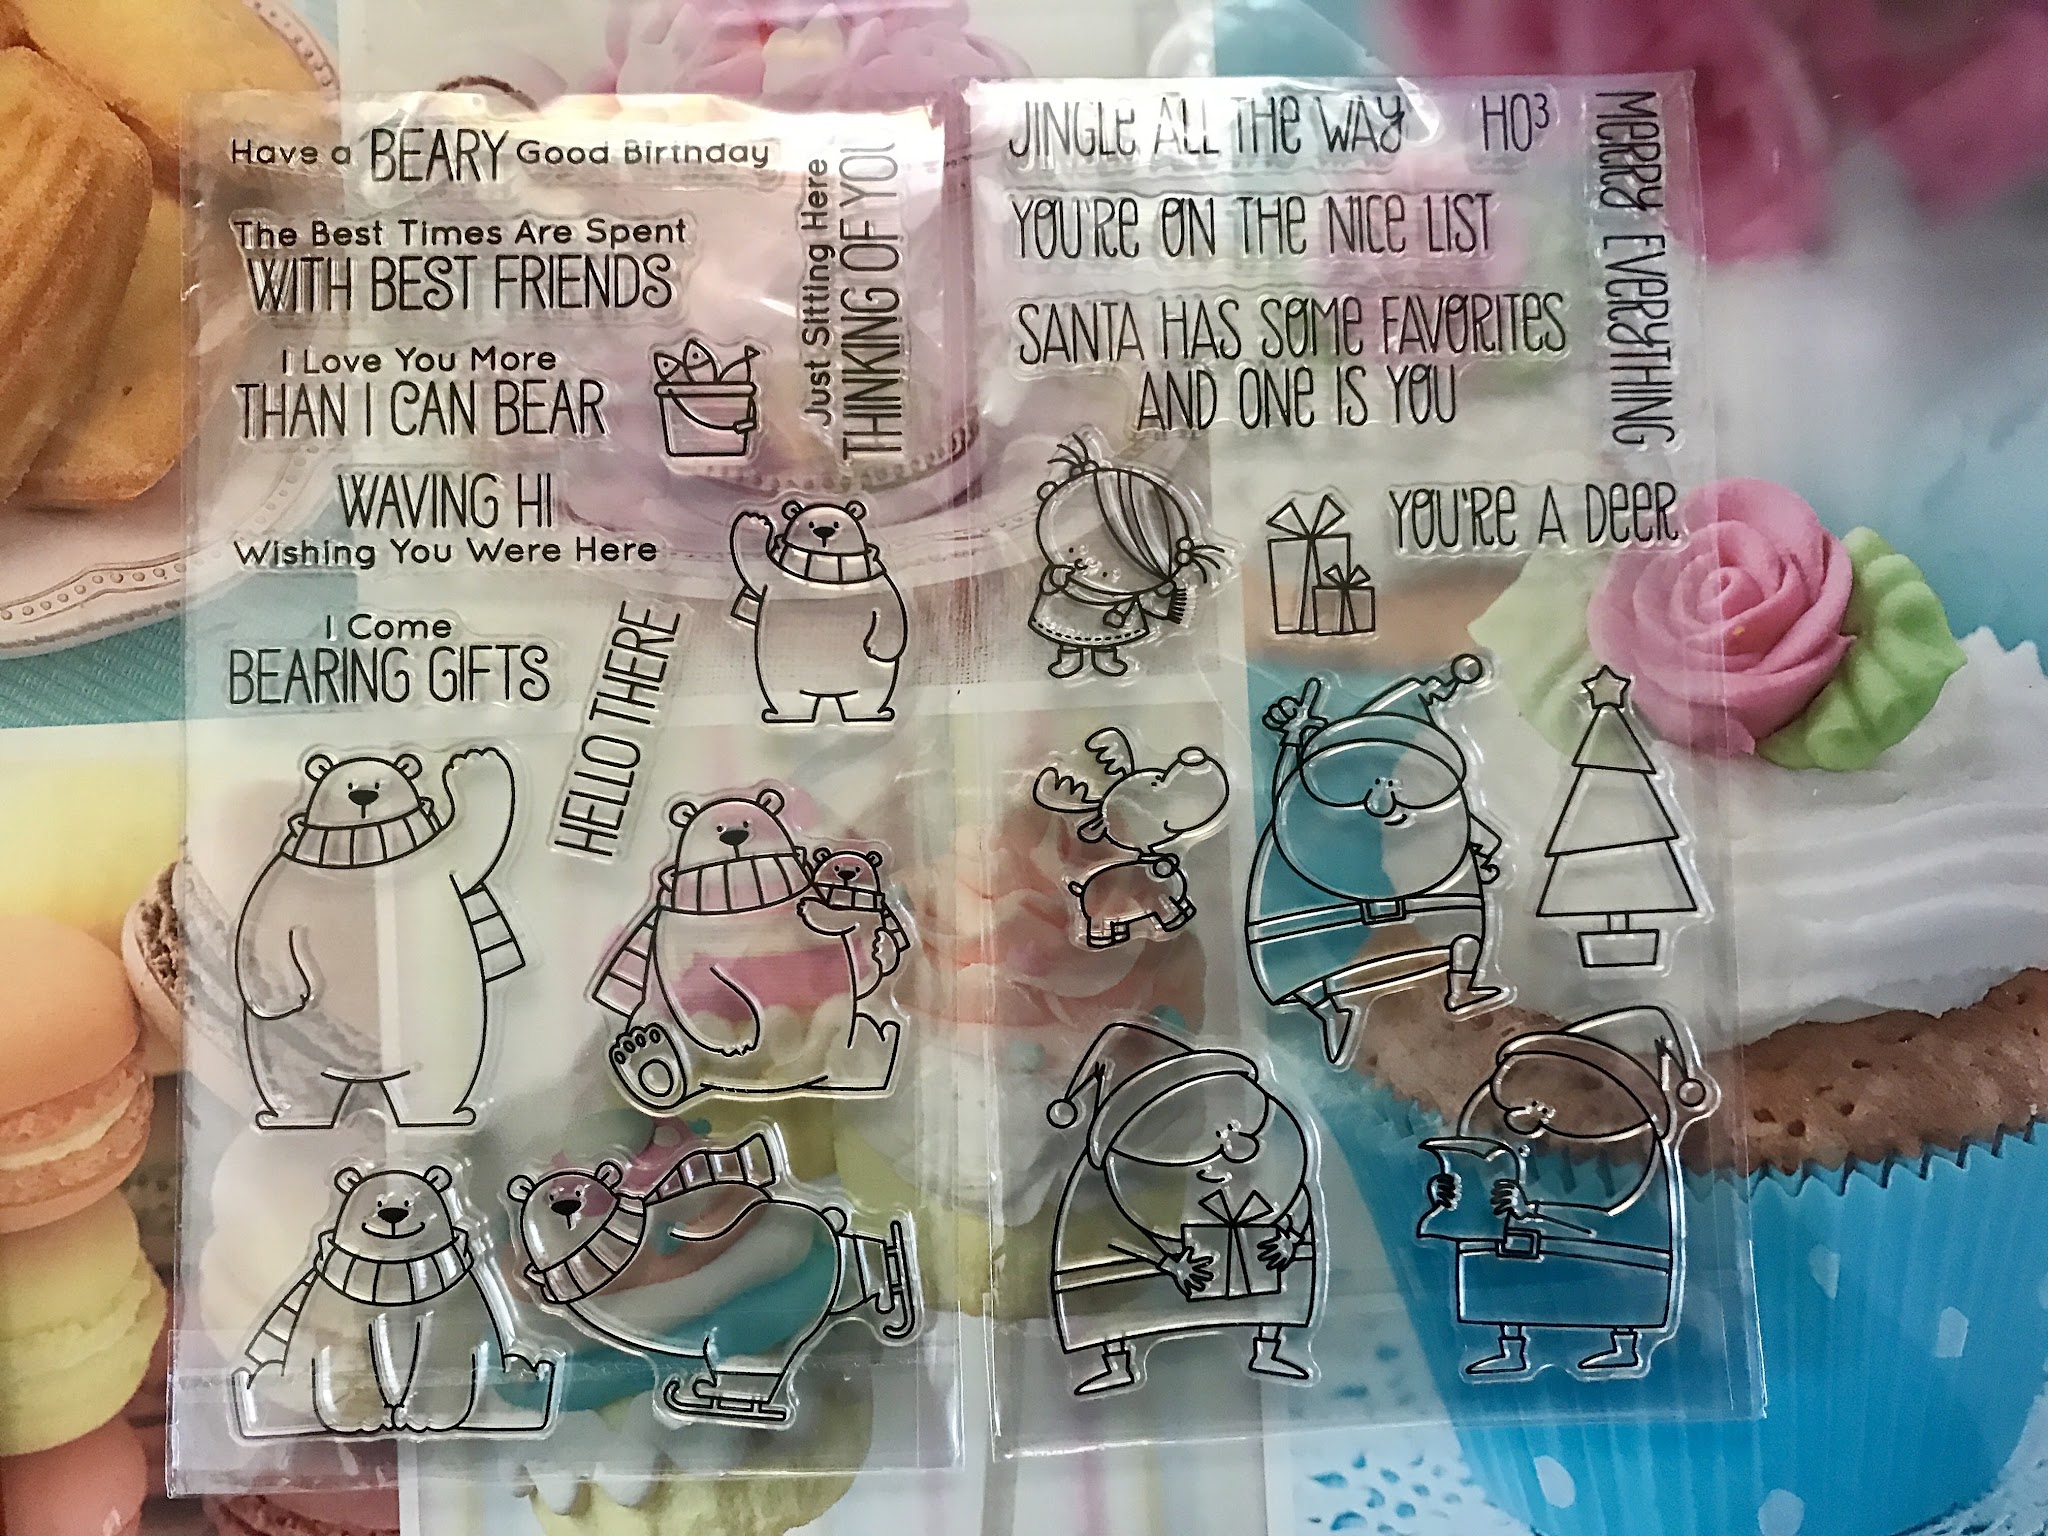 Have a BEARY Good Birthday
The Best Times Are Spent
WITH BEST FRIENDS
I Love You More
THAN I CAN BEAR
Just Sitting Here
THINKING OF YOU
WAVING HI
Wishing You Were Here
I Come
BEARING GIFTS
HELLO THERE
JINGLe ALL THe WAY
HO³
MeRRY EVeRYTHING
YOU'Re ON THe NICe LIST
SANTA HAS SOMe FAVORITeS
AND ONe IS YOU
YOU'Re A DeeR